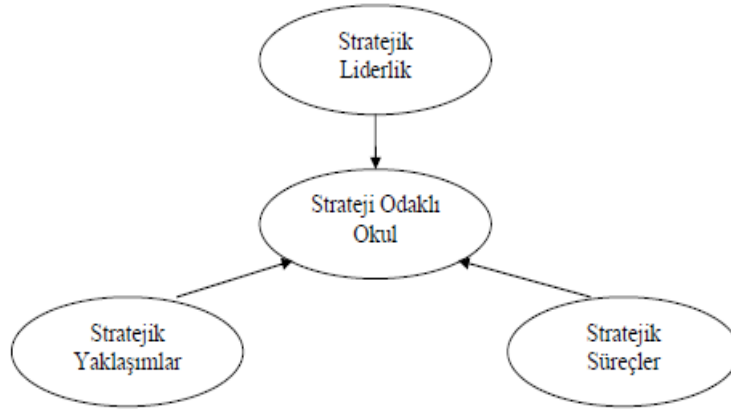 Stratejik
Liderlik
Strateji Odaklı
Okul
Stratejik
Yaklaşımlar
Stratejik
Süreçler